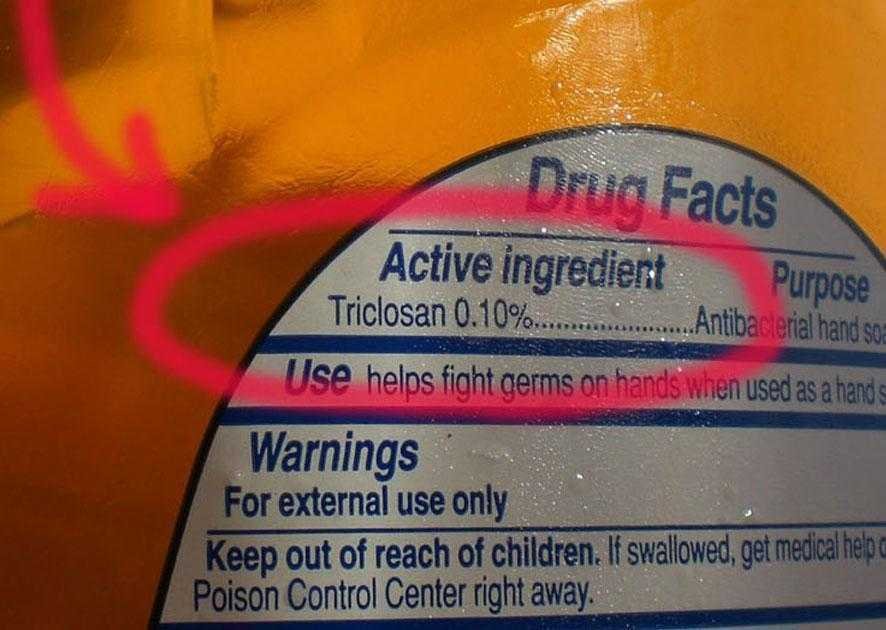 Drug Facts
Active ingredient Purpose
Triclosan 0.10%......................Antibacterial hand
Use helps fight germs on hands when used as a hand
Warnings
For external use only
Keep out of reach of children. If swallowed, get medical help
Poison Control Center right away.